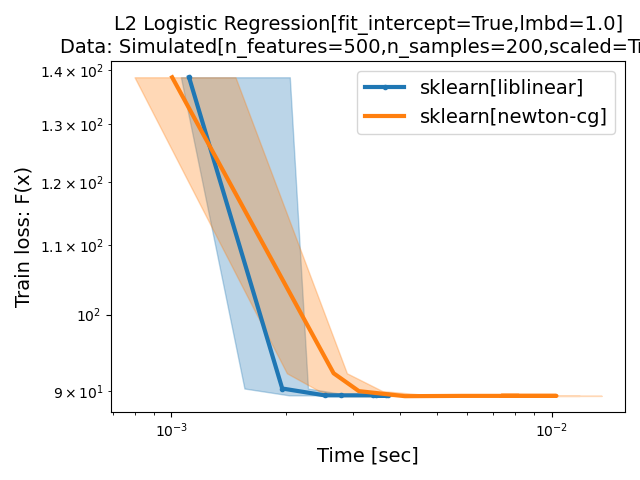 L2 Logistic Regression[fit_intercept=True,lmbd=1.0]
Data: Simulated[n_features=500,n_samples=200,scaled=Tr
sklearn[liblinear]
sklearn[newton-cg]
Train loss: F(x)
1.4 × 10²
1.3 × 10²
1.2 × 10²
1.1 × 10²
10²
9 × 10¹
10⁻³
10⁻²
Time [sec]